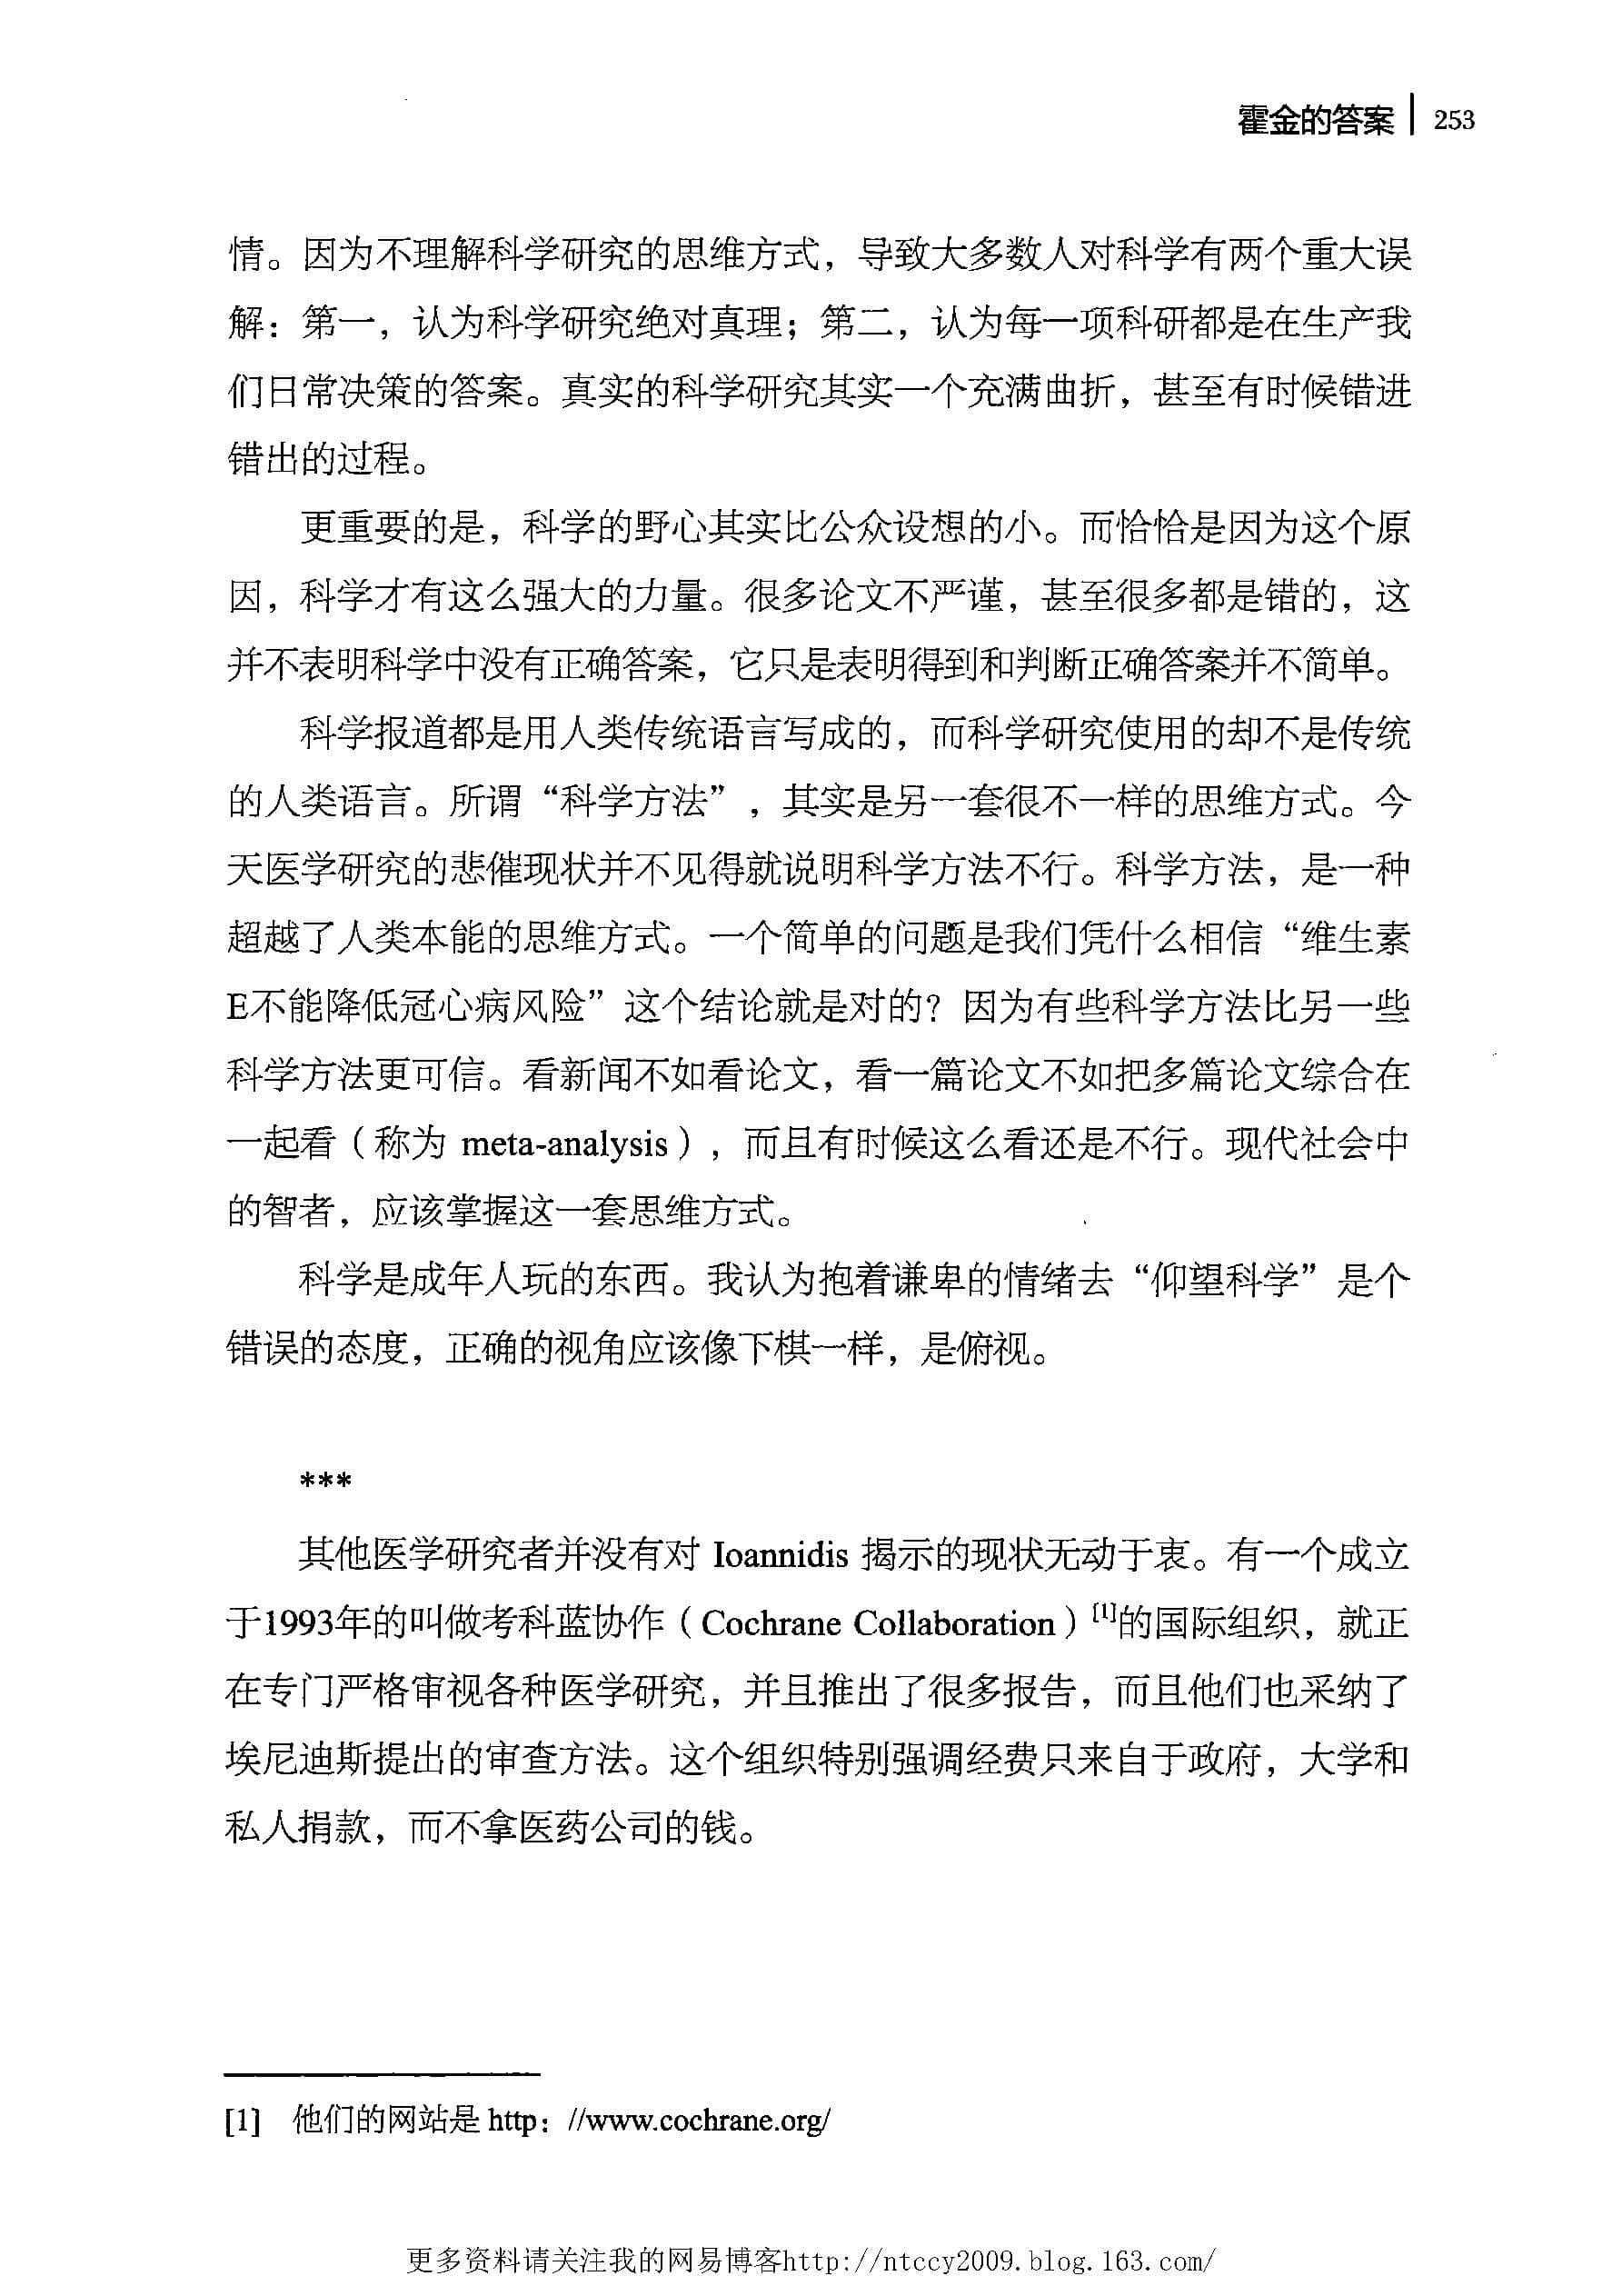 霍金的答案 | 253
情。因为不理解科学研究的思维方式，导致大多数人对科学有两个重大误
解：第一，认为科学研究绝对真理；第二，认为每一项科研都是在生产我
们日常决策的答案。真实的科学研究其实一个充满曲折，甚至有时候错进
错出的过程。
更重要的是，科学的野心其实比公众设想的小。而恰恰是因为这个原
因，科学才有这么强大的力量。很多论文不严谨，甚至很多都是错的，这
并不表明科学中没有正确答案，它只是表明得到和判断正确答案并不简单。
科学报道都是用人类传统语言写成的，而科学研究使用的却不是传统
的人类语言。所谓“科学方法”，其实是另一套很不一样的思维方式。今
天医学研究的悲催现状并不见得就说明科学方法不行。科学方法，是一种
超越了人类本能的思维方式。一个简单的问题是我们凭什么相信“维生素
E不能降低冠心病风险”这个结论就是对的？因为有些科学方法比另一些
科学方法更可信。看新闻不如看论文，看一篇论文不如把多篇论文综合在
一起看（称为 meta-analysis），而且有时候这么看还是不行。现代社会中
的智者，应该掌握这一套思维方式。
科学是成年人玩的东西。我认为抱着谦卑的情绪去“仰望科学”是个
错误的态度，正确的视角应该像下棋一样，是俯视。
***
其他医学研究者并没有对 Ioannidis 揭示的现状无动于衷。有一个成立
于1993年的叫做考科蓝协作（Cochrane Collaboration）[1]的国际组织，就正
在专门严格审视各种医学研究，并且推出了很多报告，而且他们也采纳了
埃尼迪斯提出的审查方法。这个组织特别强调经费只来自于政府，大学和
私人捐款，而不拿医药公司的钱。
[1] 他们的网站是 http：//www.cochrane.org/
更多资料请关注我的网易博客http://ntccy2009.blog.163.com/